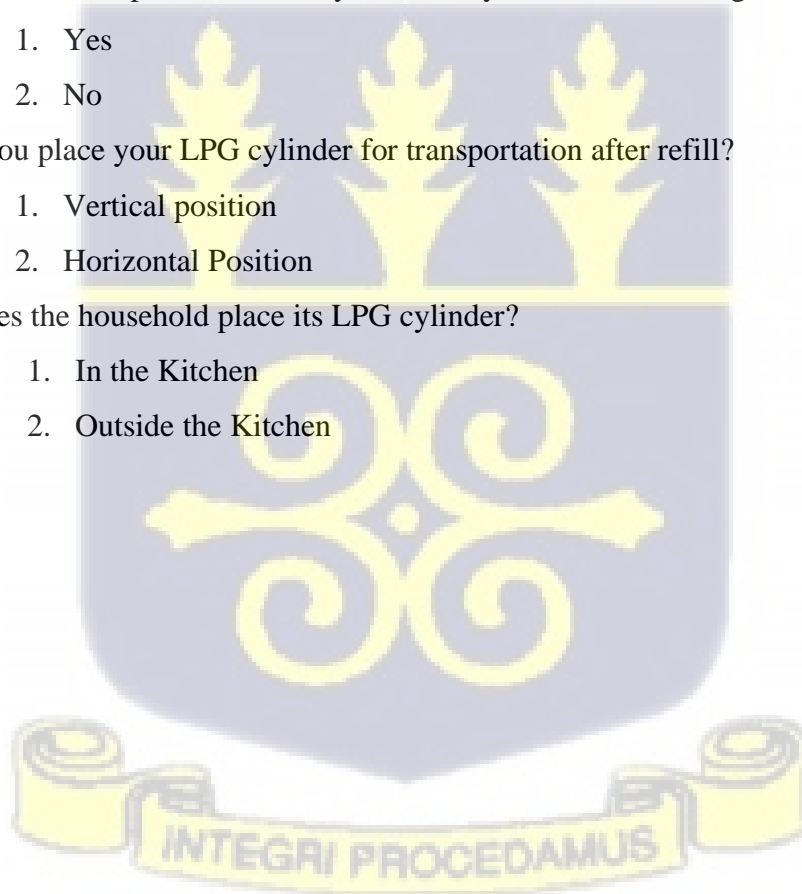 1. Yes
2. No
ou place your LPG cylinder for transportation after refill?
1. Vertical position
2. Horizontal Position
es the household place its LPG cylinder?
1. In the Kitchen
2. Outside the Kitchen
INTEGRI PROCEDAMUS